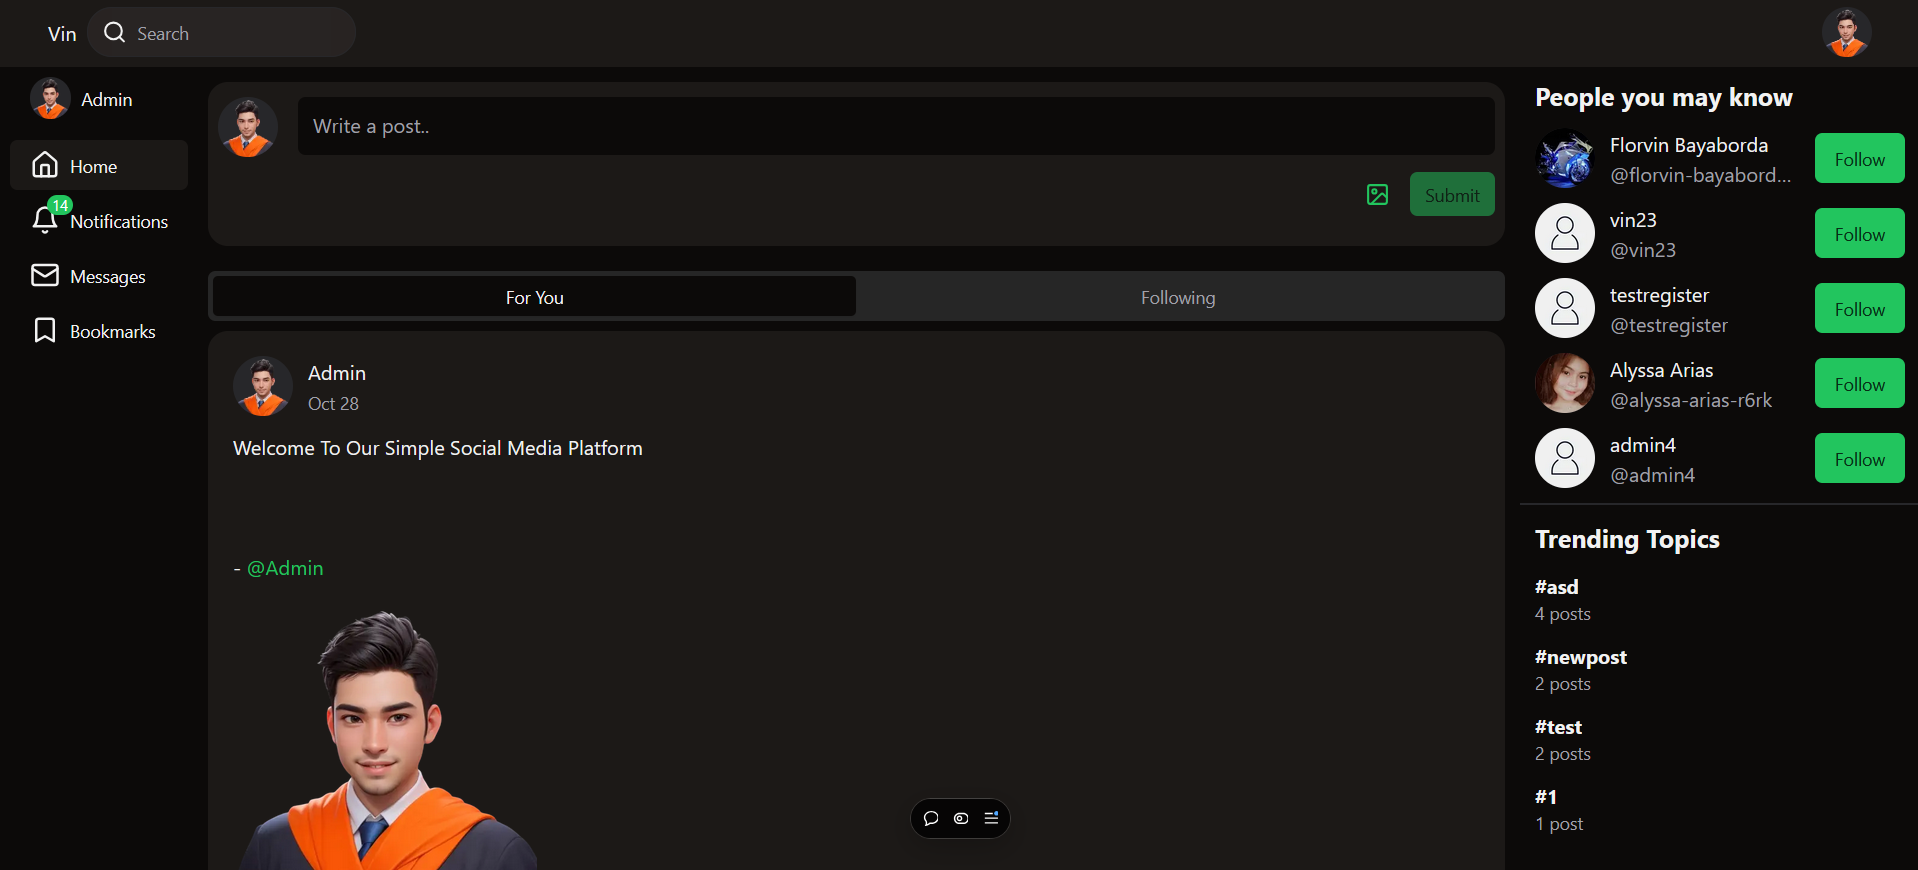 Vin
Search
Admin
Home
14
Notifications
Messages
Bookmarks
Write a post..
Submit
For You
Following
Admin
Oct 28
Welcome To Our Simple Social Media Platform
- @Admin
People you may know
Florvin Bayaborda
@florvin-bayabord...
Follow
vin23
@vin23
Follow
testregister
@testregister
Follow
Alyssa Arias
@alyssa-arias-r6rk
Follow
admin4
@admin4
Follow
Trending Topics
#asd
4 posts
#newpost
2 posts
#test
2 posts
#1
1 post